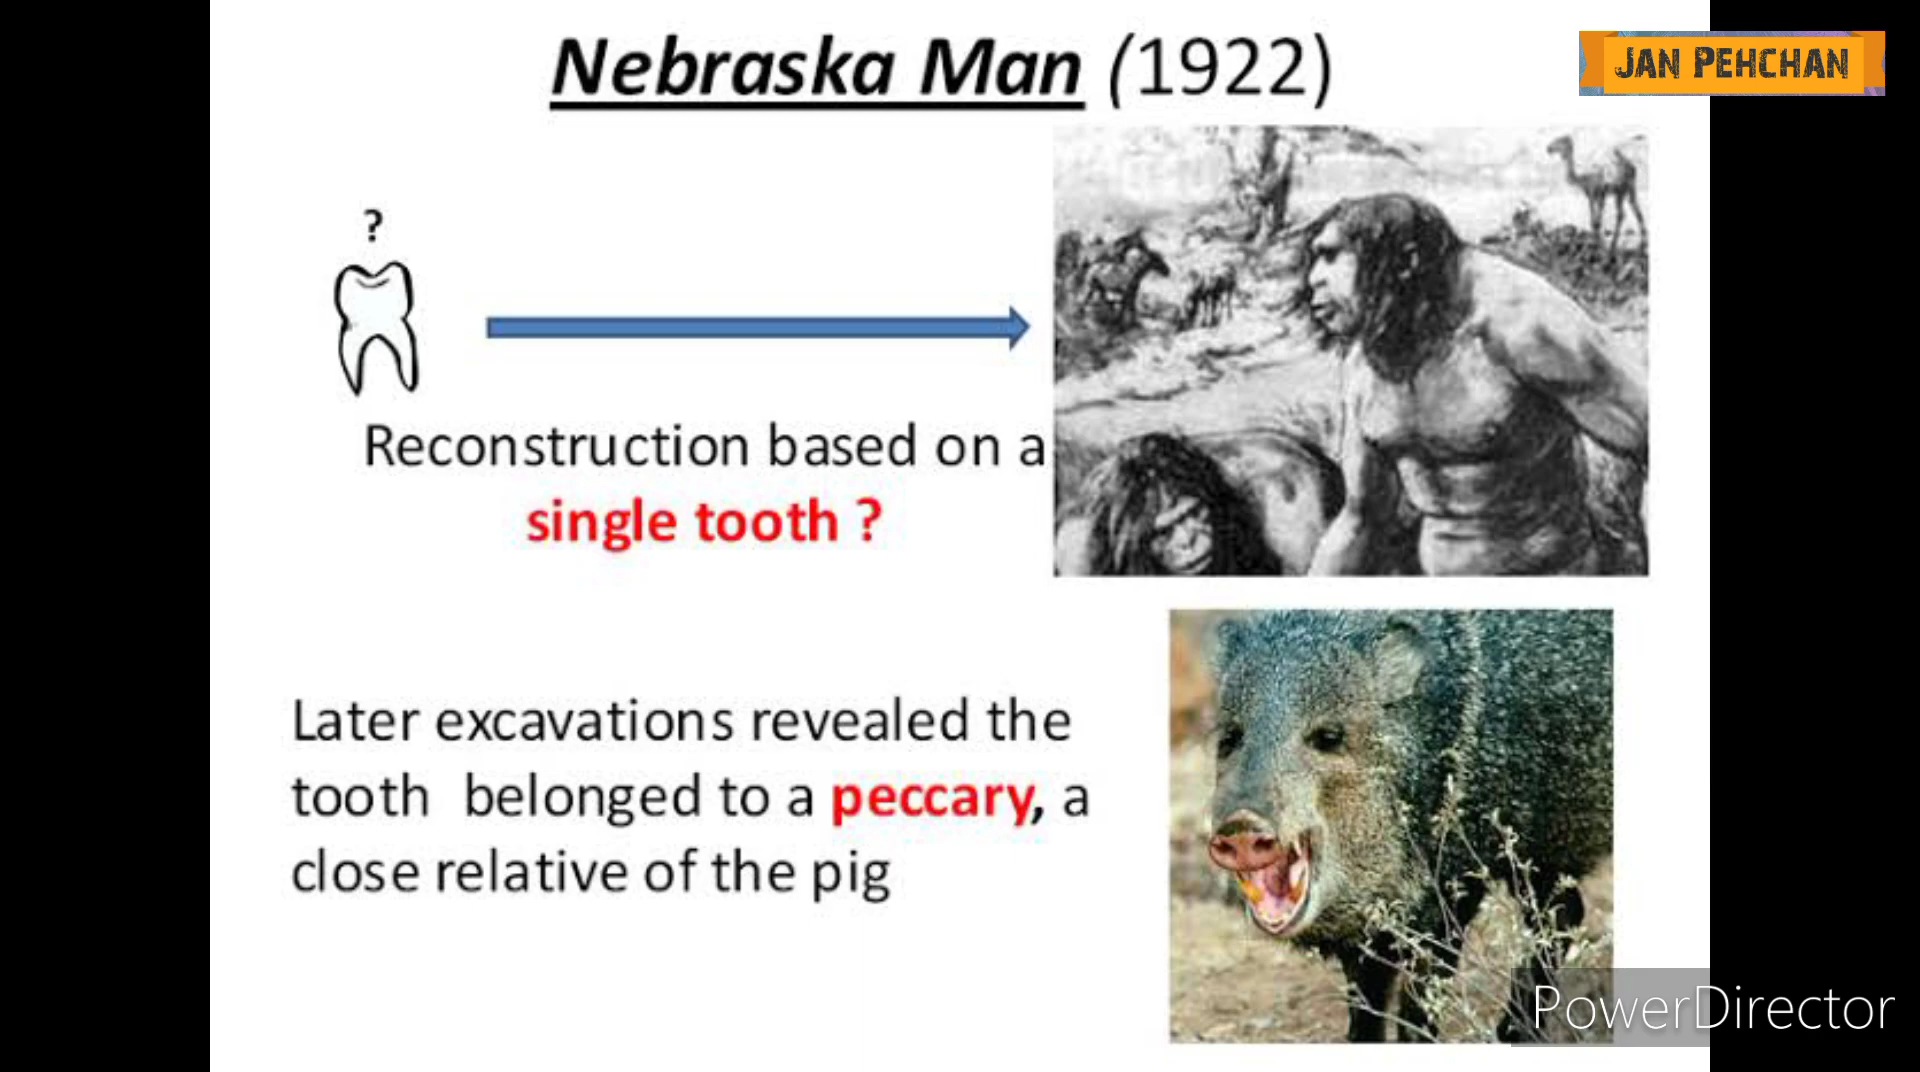 Nebraska Man (1922)
JAN PEHCHAN
?
Reconstruction based on a
single tooth ?
Later excavations revealed the
tooth belonged to a peccary, a
close relative of the pig
PowerDirector